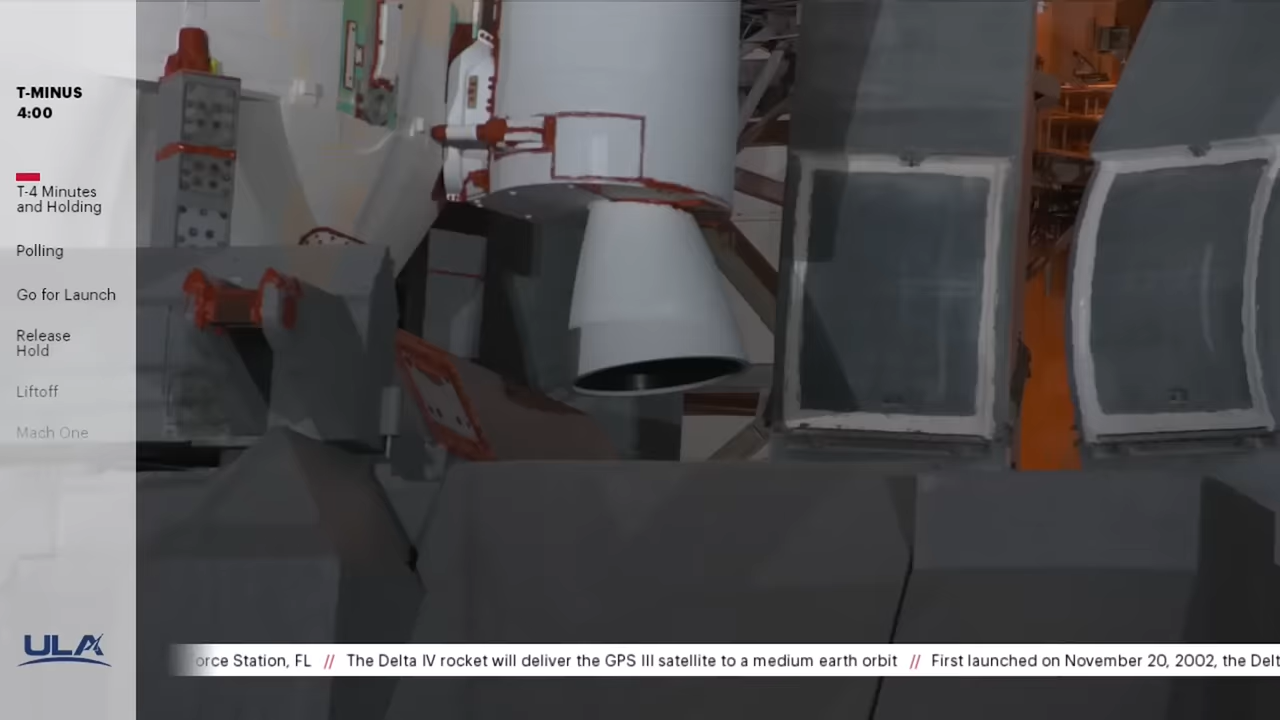 T-MINUS
4:00
T-4 Minutes
and Holding
Polling
Go for Launch
Release
Hold
Liftoff
Mach One
ULA
orce Station, FL // The Delta IV rocket will deliver the GPS III satellite to a medium earth orbit // First launched on November 20, 2002, the Delt